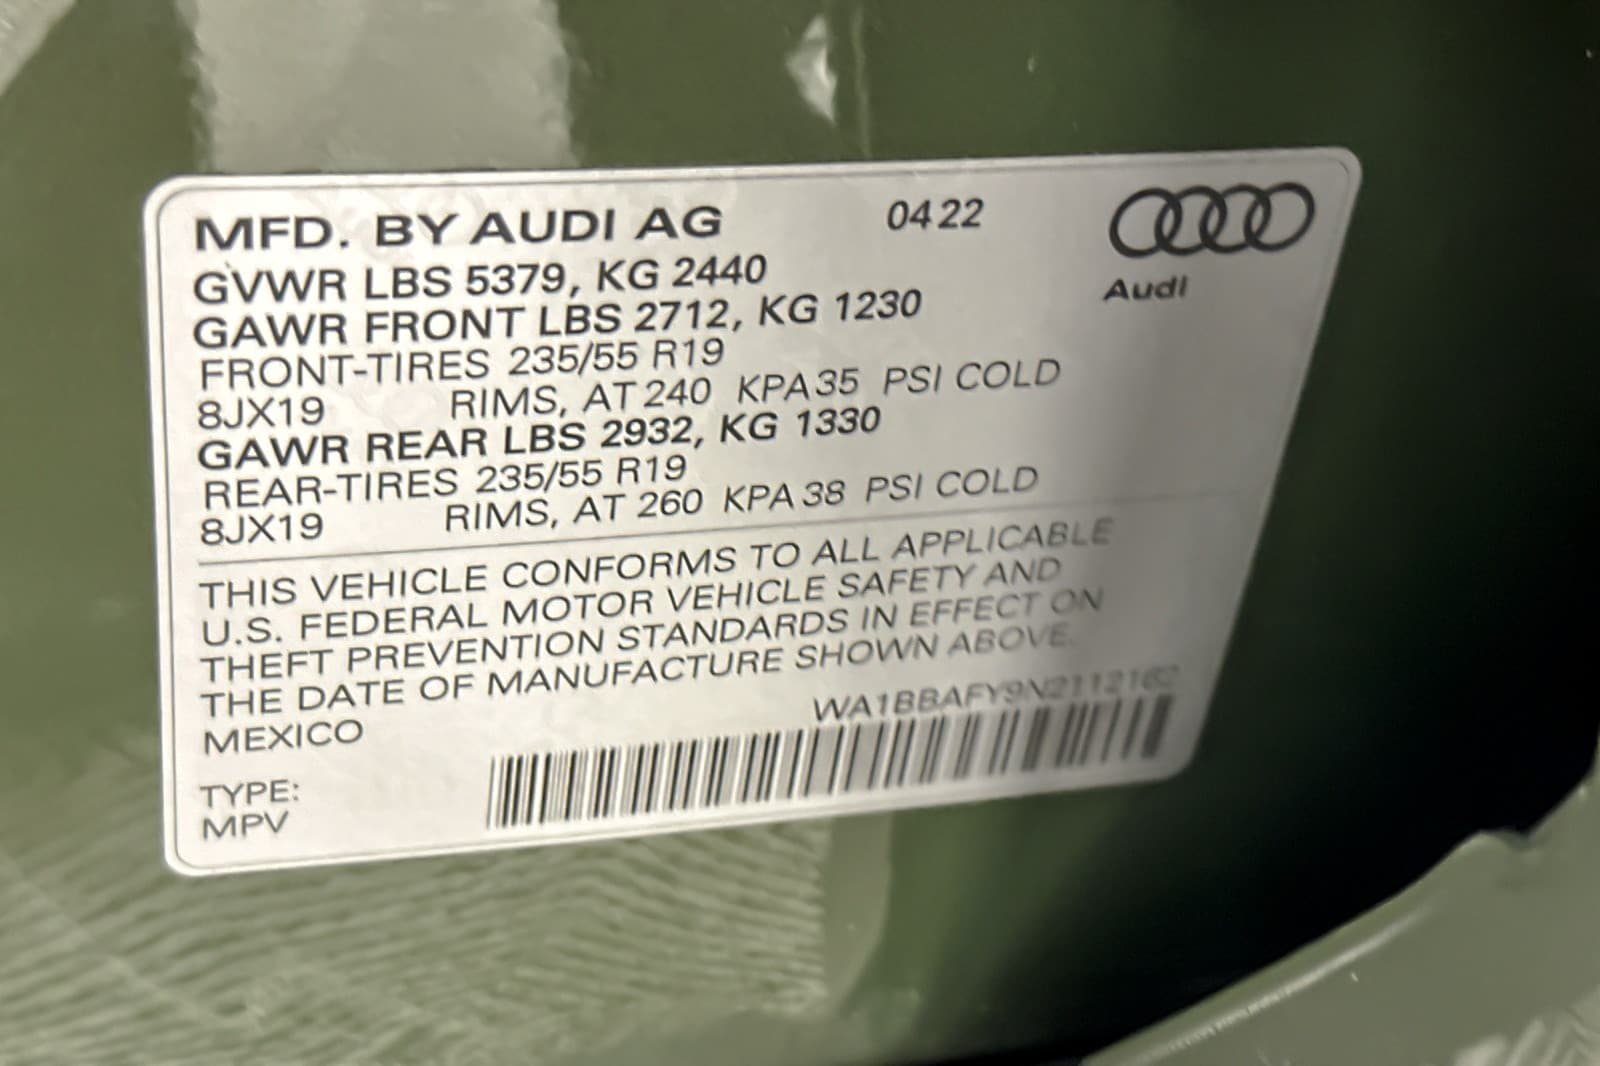 MFD. BY AUDI AG 0422
GVWR LBS 5379, KG 2440
Audi
GAWR FRONT LBS 2712, KG 1230
FRONT-TIRES 235/55 R19
8JX19 RIMS, AT 240 KPA 35 PSI COLD
GAWR REAR LBS 2932, KG 1330
REAR-TIRES 235/55 R19
8JX19 RIMS, AT 260 KPA 38 PSI COLD
THIS VEHICLE CONFORMS TO ALL APPLICABLE
U.S. FEDERAL MOTOR VEHICLE SAFETY AND
THEFT PREVENTION STANDARDS IN EFFECT ON
THE DATE OF MANUFACTURE SHOWN ABOVE.
MEXICO WA1BBAFY9N2112162
TYPE:
MPV